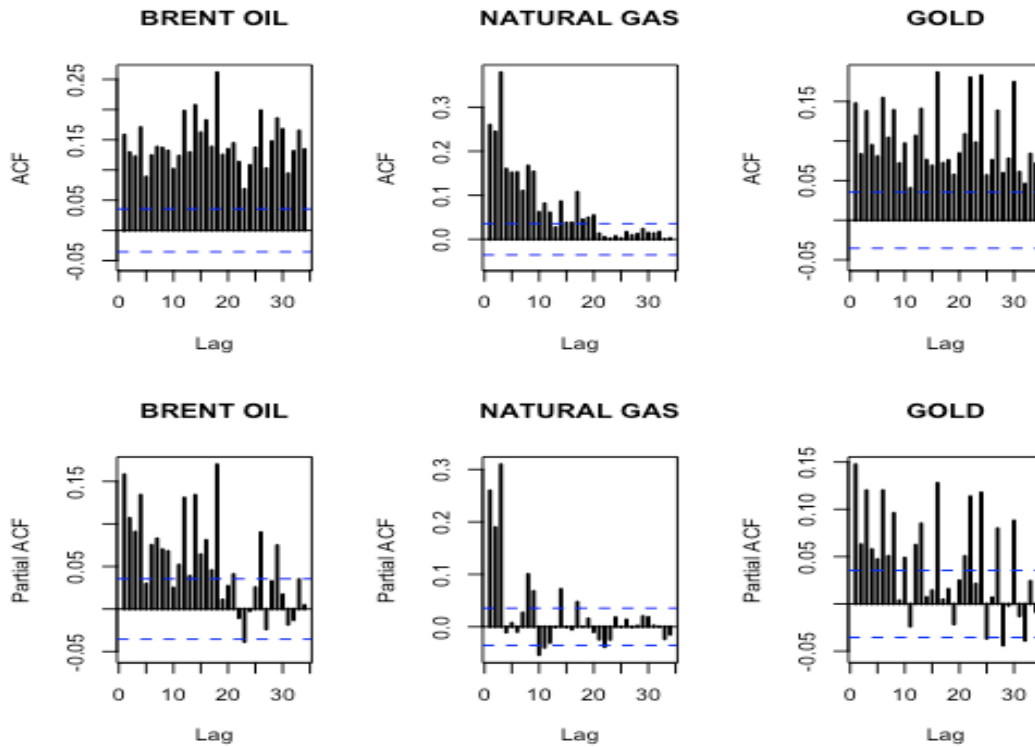 BRENT OIL NATURAL GAS GOLD
ACF
-0.05 0.05 0.15 0.25
0 10 20 30
Lag
ACF
0.0 0.1 0.2 0.3
0 10 20 30
Lag
ACF
-0.05 0.05 0.15
0 10 20 30
Lag
BRENT OIL NATURAL GAS GOLD
Partial ACF
-0.05 0.05 0.15
0 10 20 30
Lag
Partial ACF
0.0 0.1 0.2 0.3
0 10 20 30
Lag
Partial ACF
-0.05 0.05 0.10 0.15
0 10 20 30
Lag